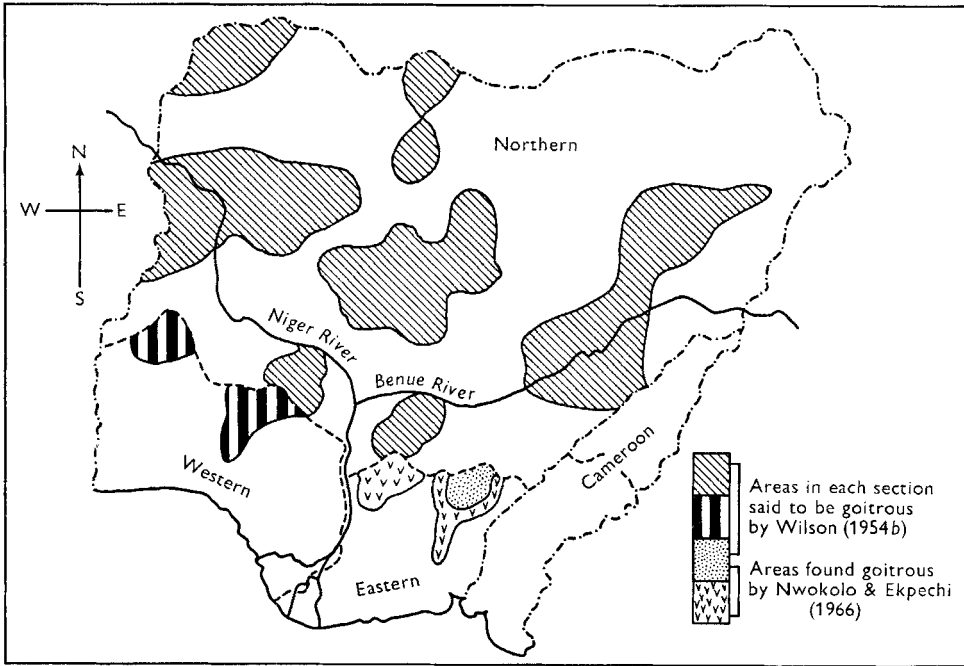 Northern
N
W
E
S
Niger River
Benue River
Western
Cameroon
Eastern
Areas in each section
said to be goitrous
by Wilson (1954b)
Areas found goitrous
by Nwokolo & Ekpechi
(1966)